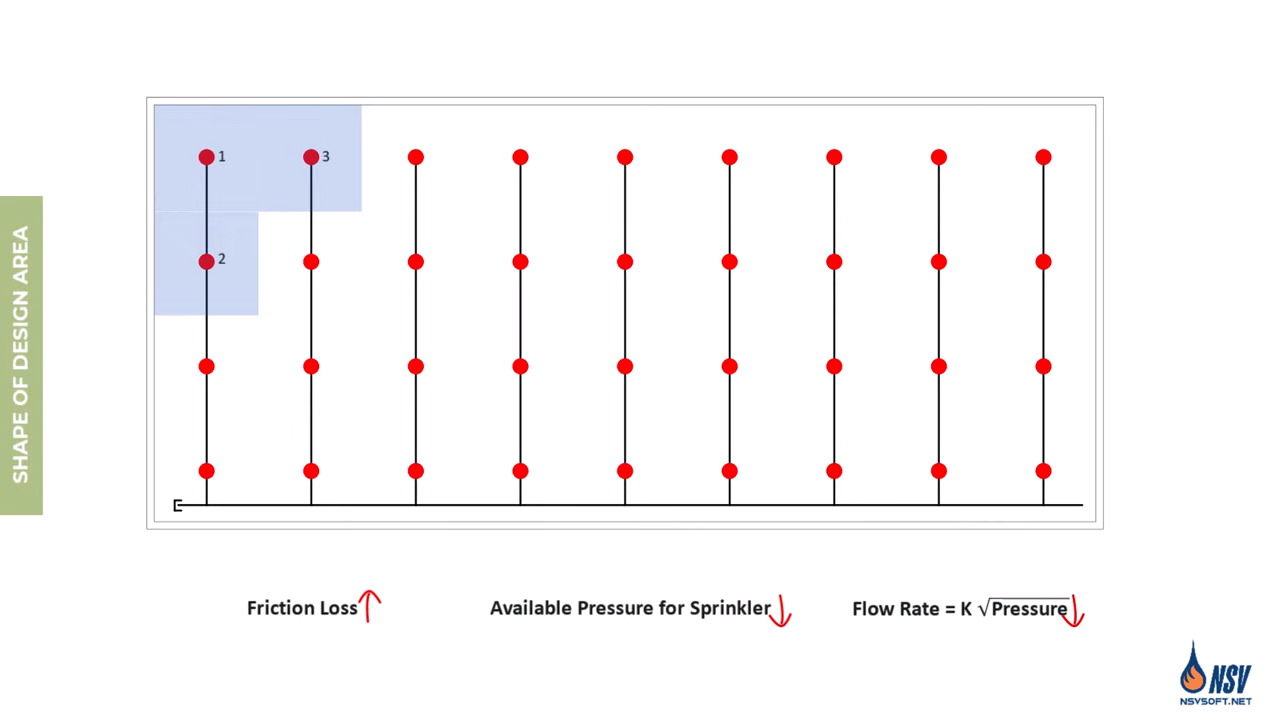 SHAPE OF DESIGN AREA
1
3
2
Friction Loss
Available Pressure for Sprinkler
Flow Rate = K √Pressure
NSV
NSVSOFT.NET